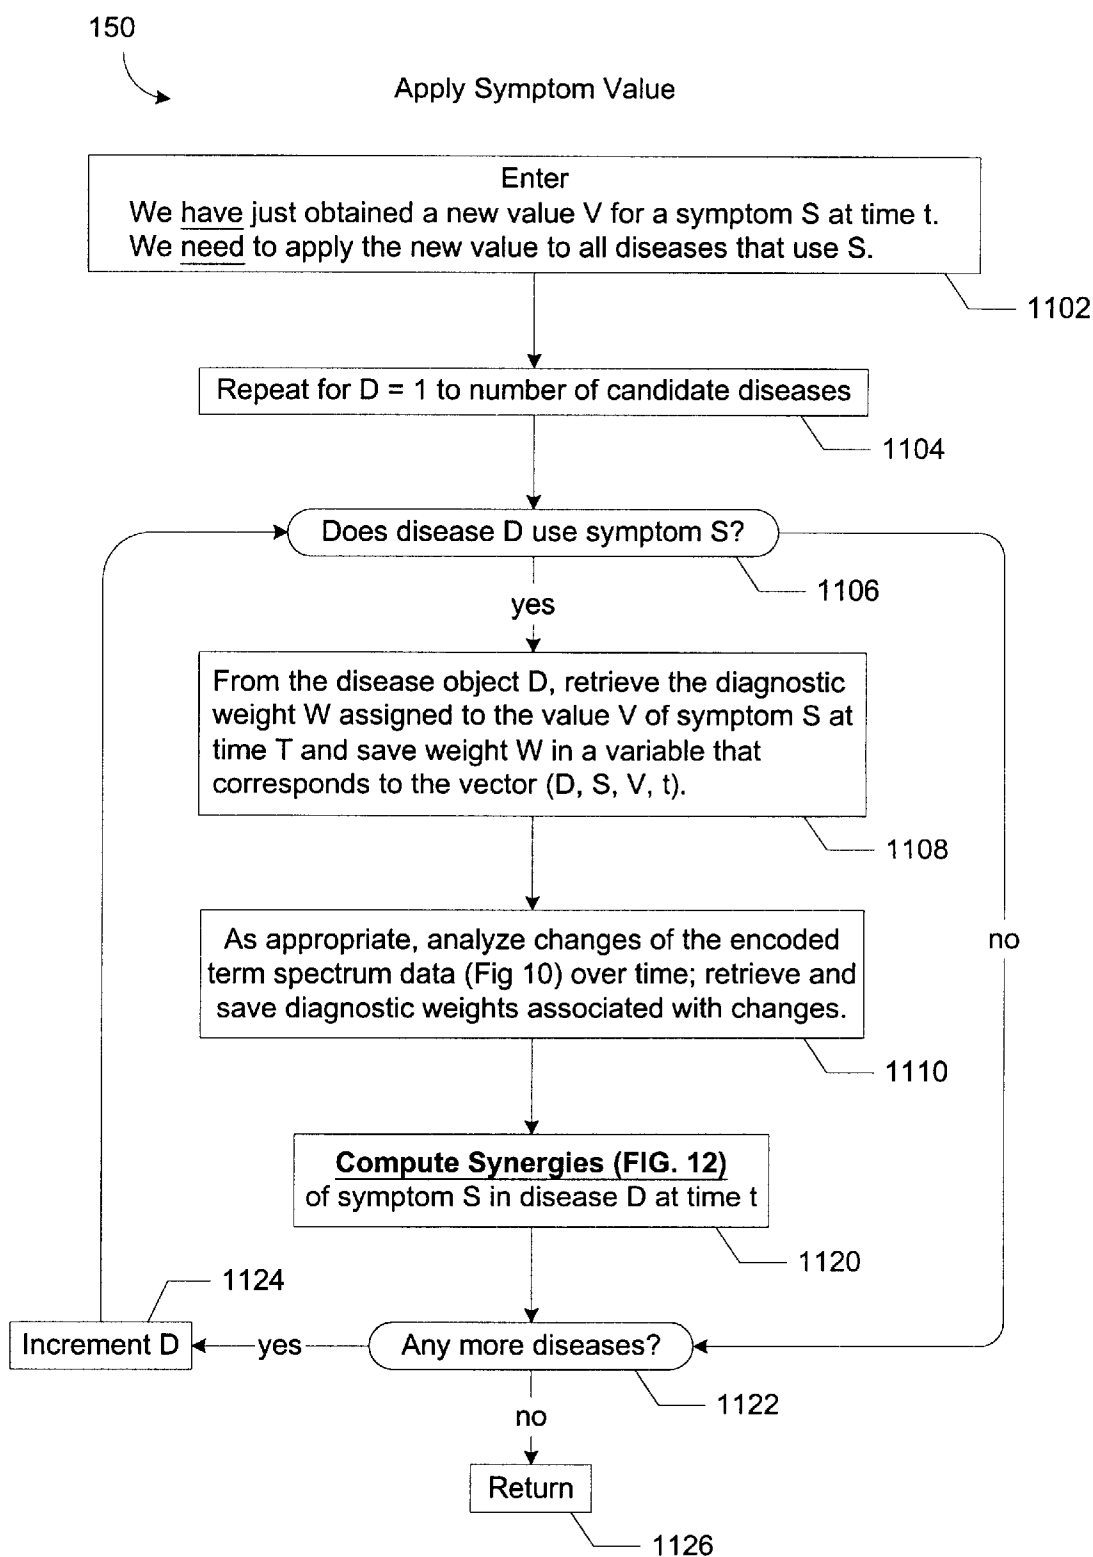 150
Apply Symptom Value
Enter
We have just obtained a new value V for a symptom S at time t.
We need to apply the new value to all diseases that use S.
1102
Repeat for D = 1 to number of candidate diseases
1104
Does disease D use symptom S?
1106
yes
From the disease object D, retrieve the diagnostic
weight W assigned to the value V of symptom S at
time T and save weight W in a variable that
corresponds to the vector (D, S, V, t).
1108
As appropriate, analyze changes of the encoded
term spectrum data (Fig 10) over time; retrieve and
save diagnostic weights associated with changes.
no
1110
Compute Synergies (FIG. 12)
of symptom S in disease D at time t
1120
1124
Increment D
yes
Any more diseases?
1122
no
Return
1126